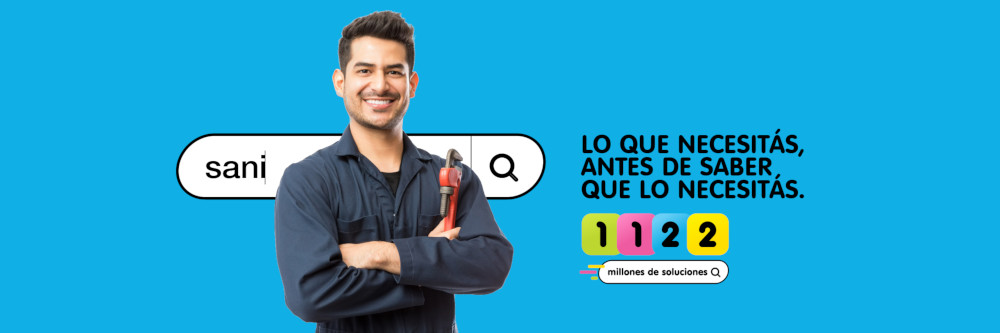 sani
LO QUE NECESITÁS,
ANTES DE SABER
QUE LO NECESITÁS.
1122
millones de soluciones